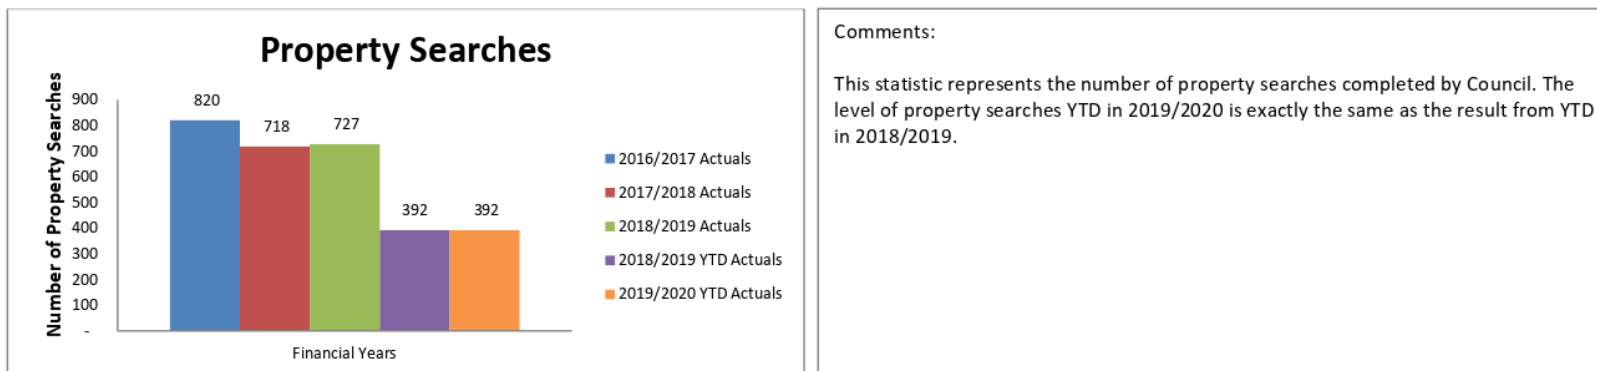 Property Searches
Number of Property Searches
900
800
700
600
500
400
300
200
100
-
820
718
727
392
392
Financial Years
2016/2017 Actuals
2017/2018 Actuals
2018/2019 Actuals
2018/2019 YTD Actuals
2019/2020 YTD Actuals
Comments:
This statistic represents the number of property searches completed by Council. The
level of property searches YTD in 2019/2020 is exactly the same as the result from YTD
in 2018/2019.